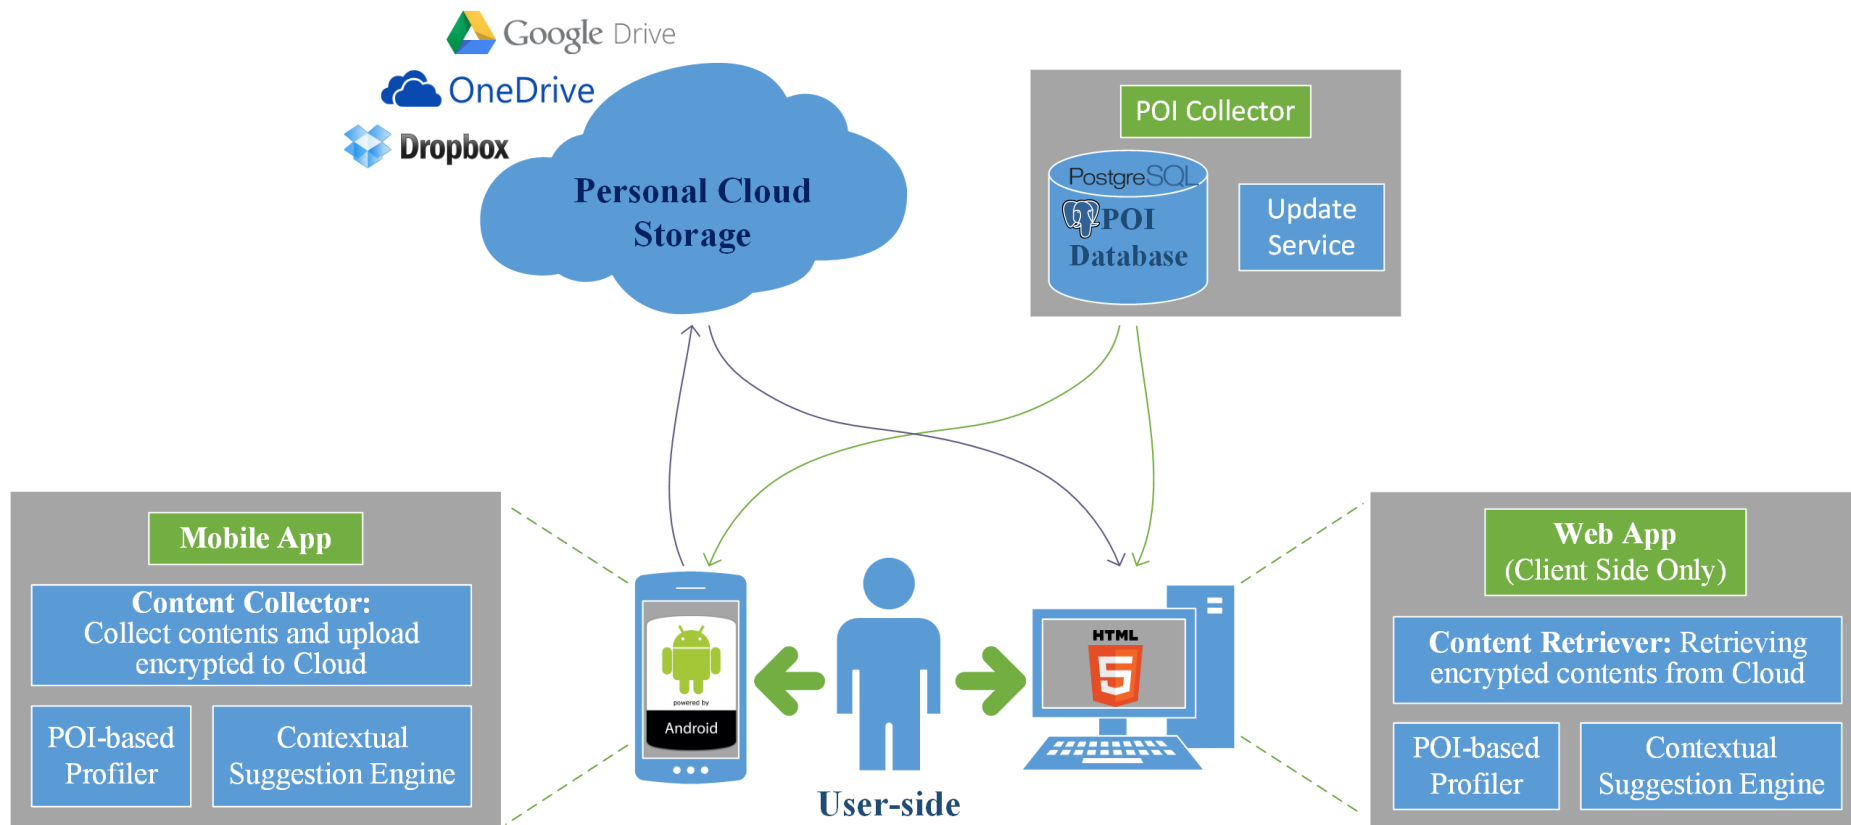 Google Drive
OneDrive
Dropbox
Personal Cloud
Storage
POI Collector
PostgreSQL
POI
Database
Update
Service
Mobile App
Content Collector:
Collect contents and upload
encrypted to Cloud
POI-based
Profiler
Contextual
Suggestion Engine
powered by
Android
User-side
HTML
5
Web App
(Client Side Only)
Content Retriever: Retrieving
encrypted contents from Cloud
POI-based
Profiler
Contextual
Suggestion Engine